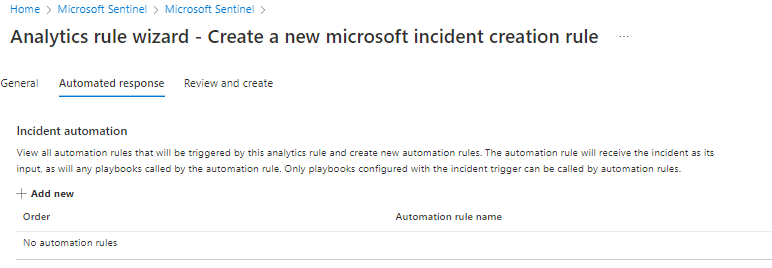 Home > Microsoft Sentinel > Microsoft Sentinel >
Analytics rule wizard - Create a new microsoft incident creation rule ...
General Automated response Review and create
Incident automation
View all automation rules that will be triggered by this analytics rule and create new automation rules. The automation rule will receive the incident as its
input, as will any playbooks called by the automation rule. Only playbooks configured with the incident trigger can be called by automation rules.
+ Add new
Order Automation rule name
No automation rules